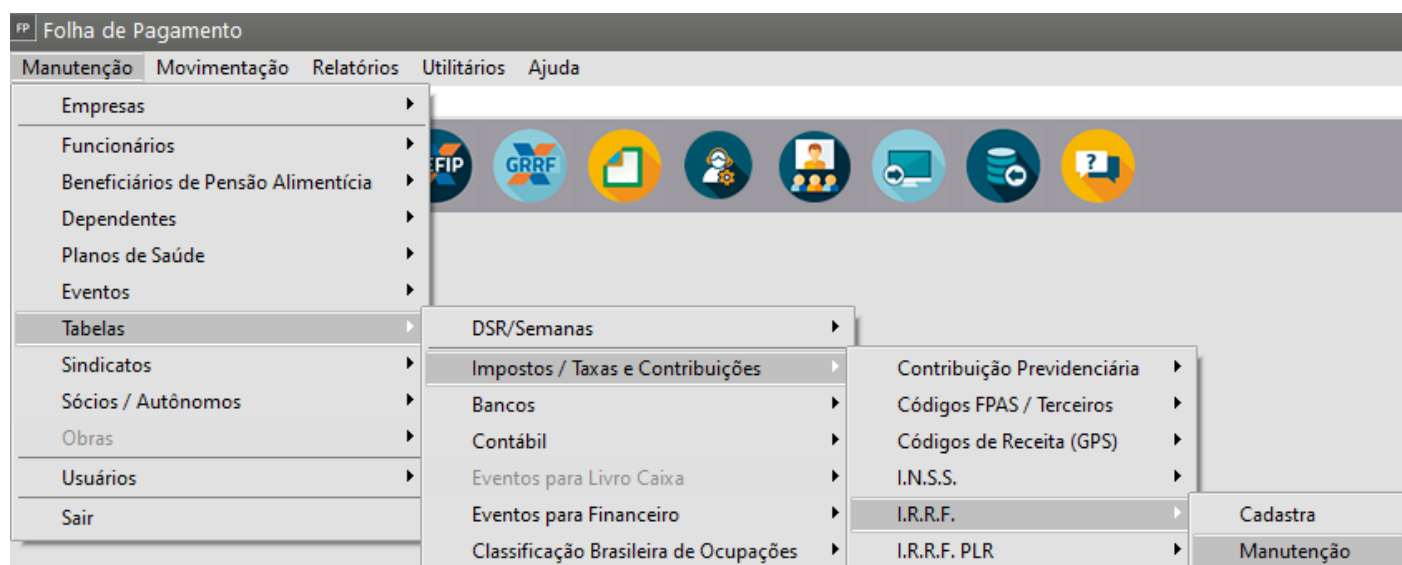 FP Folha de Pagamento
Manutenção Movimentação Relatórios Utilitários Ajuda
Empresas
Funcionários
Beneficiários de Pensão Alimentícia
Dependentes
Planos de Saúde
Eventos
Tabelas
Sindicatos
Sócios / Autônomos
Obras
Usuários
Sair
GRRF
?
DSR/Semanas
Impostos / Taxas e Contribuições
Bancos
Contábil
Eventos para Livro Caixa
Eventos para Financeiro
Classificação Brasileira de Ocupações
Contribuição Previdenciária
Códigos FPAS / Terceiros
Códigos de Receita (GPS)
I.N.S.S.
I.R.R.F.
I.R.R.F. PLR
Cadastra
Manutenção